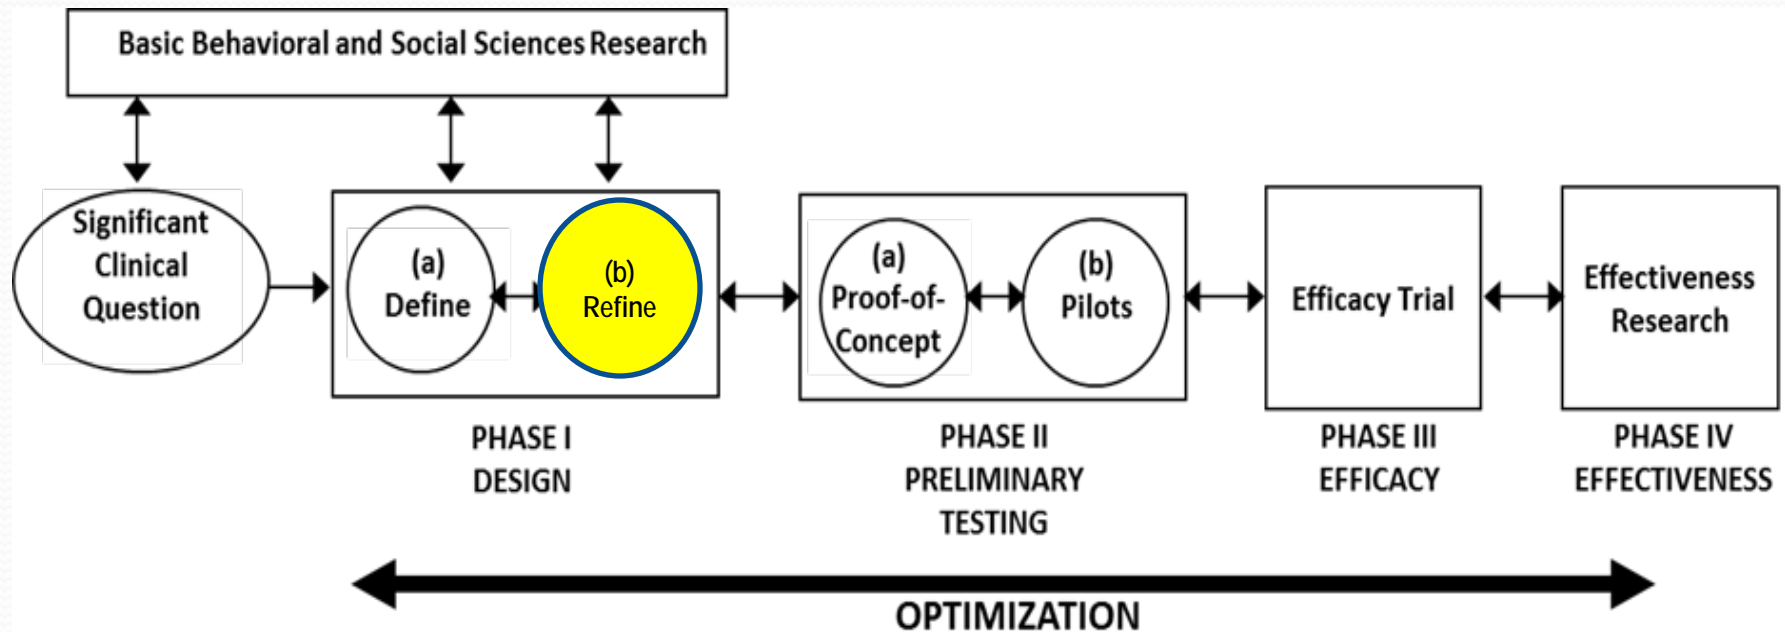 Basic Behavioral and Social Sciences Research
Significant
Clinical
Question
(a)
Define
(b)
Refine
(a)
Proof-of-
Concept
(b)
Pilots
Efficacy Trial
Effectiveness
Research
PHASE I
DESIGN
PHASE II
PRELIMINARY
TESTING
PHASE III
EFFICACY
PHASE IV
EFFECTIVENESS
OPTIMIZATION